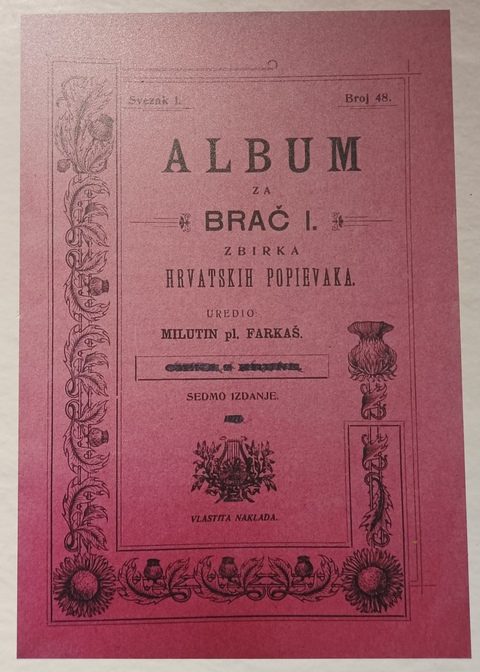 Svezak I.
Broj 48.
ALBUM
ZA
BRAČ I.
ZBIRKA
HRVATSKIH POPIEVAKA.
UREDIO:
MILUTIN pl. FARKAŠ.
SEDMO IZDANJE.
VLASTITA NAKLADA.